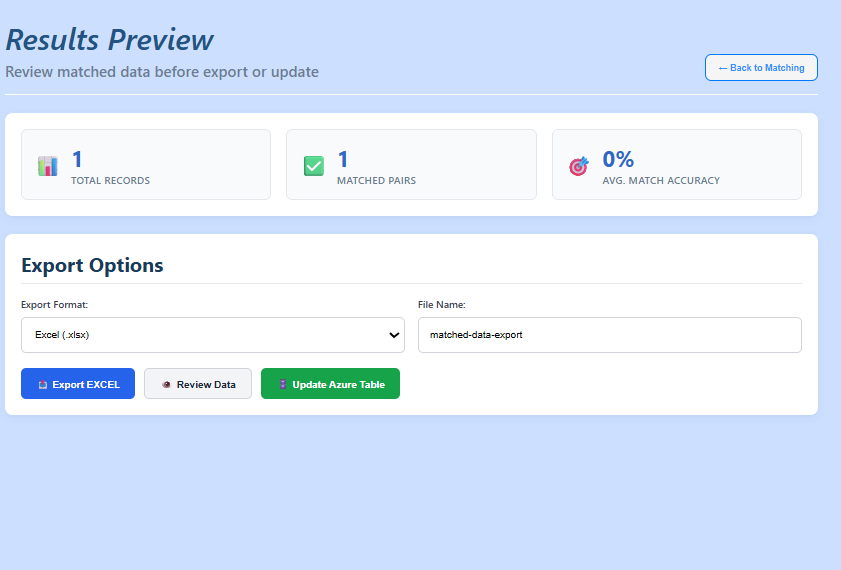 Results Preview
Review matched data before export or update
← Back to Matching
1
TOTAL RECORDS
1
MATCHED PAIRS
0%
AVG. MATCH ACCURACY
Export Options
Export Format:
File Name:
Excel (.xlsx)
matched-data-export
Export EXCEL
Review Data
Update Azure Table